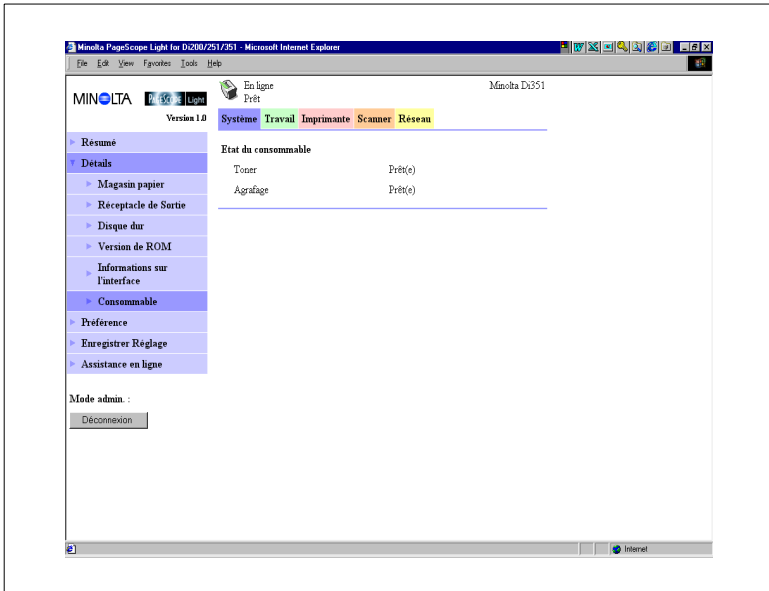 Minolta PageScope Light for Di200/251/351 - Microsoft Internet Explorer
File Edit View Favorites Tools Help
MINOLTA PAGESCOPE Light
Version 1.0
En ligne
Prêt
Minolta Di351
Système Travail Imprimante Scanner Réseau
Résumé
Détails
Magasin papier
Réceptacle de Sortie
Disque dur
Version de ROM
Informations sur
l'interface
Consommable
Préférence
Enregistrer Réglage
Assistance en ligne
Mode admin. :
Déconnexion
Etat du consommable
Toner Prêt(e)
Agrafage Prêt(e)
Internet